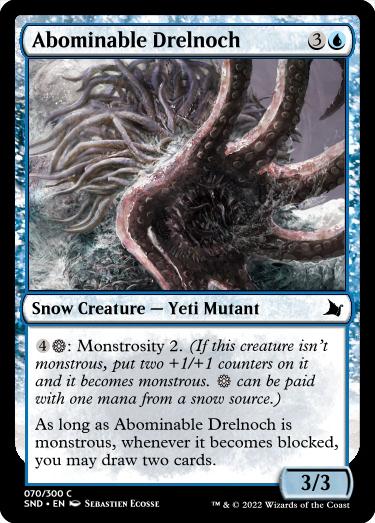 Abominable Drelnoch 3
Snow Creature — Yeti Mutant
4 : Monstrosity 2. (If this creature isn't
monstrous, put two +1/+1 counters on it
and it becomes monstrous. can be paid
with one mana from a snow source.)
As long as Abominable Drelnoch is
monstrous, whenever it becomes blocked,
you may draw two cards.
3/3
070/300 C
SND • EN Sebastien Ecosse
™ & © 2022 Wizards of the Coast